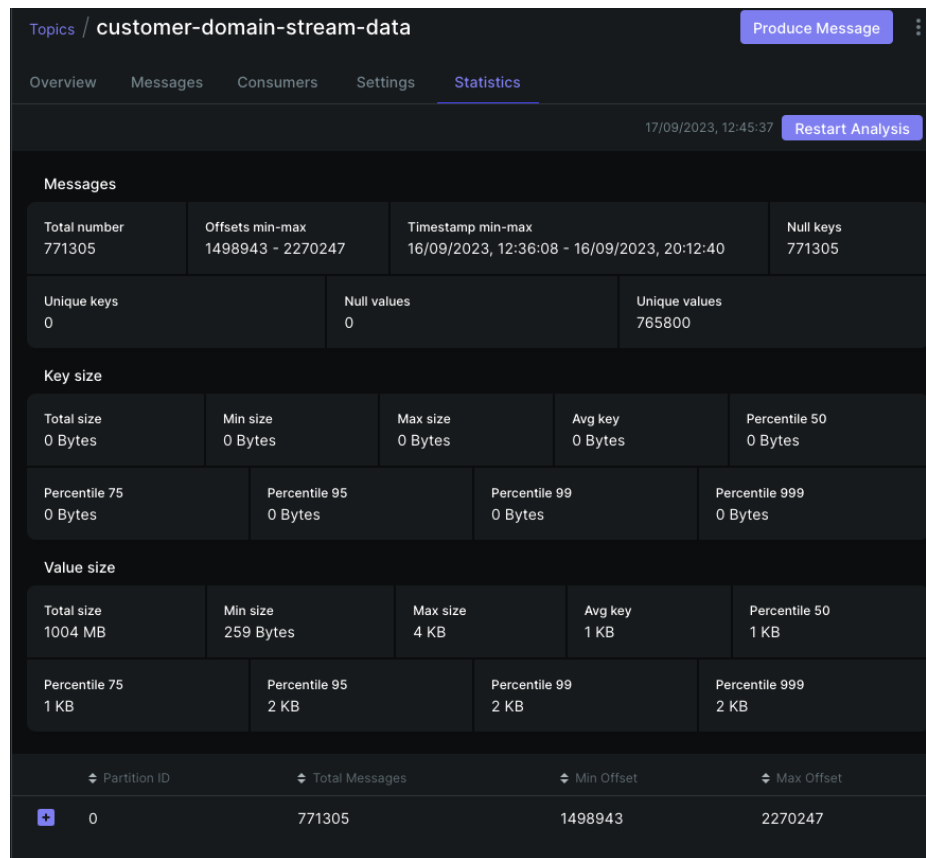 Topics / customer-domain-stream-data
Produce Message
Overview Messages Consumers Settings Statistics
17/09/2023, 12:45:37 Restart Analysis
Messages
Total number Offsets min-max Timestamp min-max Null keys
771305 1498943 - 2270247 16/09/2023, 12:36:08 - 16/09/2023, 20:12:40 771305
Unique keys Null values Unique values
0 0 765800
Key size
Total size Min size Max size Avg key Percentile 50
0 Bytes 0 Bytes 0 Bytes 0 Bytes 0 Bytes
Percentile 75 Percentile 95 Percentile 99 Percentile 999
0 Bytes 0 Bytes 0 Bytes 0 Bytes
Value size
Total size Min size Max size Avg key Percentile 50
1004 MB 259 Bytes 4 KB 1 KB 1 KB
Percentile 75 Percentile 95 Percentile 99 Percentile 999
1 KB 2 KB 2 KB 2 KB
Partition ID Total Messages Min Offset Max Offset
0 771305 1498943 2270247